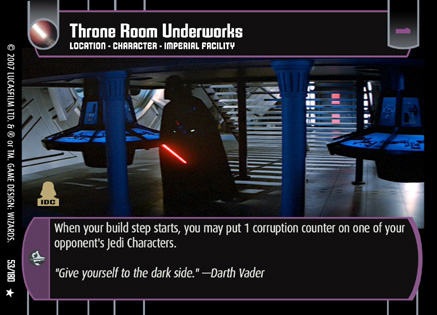 Throne Room Underworks
LOCATION - CHARACTER - IMPERIAL FACILITY
© 2007 LUCASFILM LTD. & ® or TM. GAME DESIGN: WIZARDS.
53/180
IDC
When your build step starts, you may put 1 corruption counter on one of your
opponent's Jedi Characters.
"Give yourself to the dark side." —Darth Vader